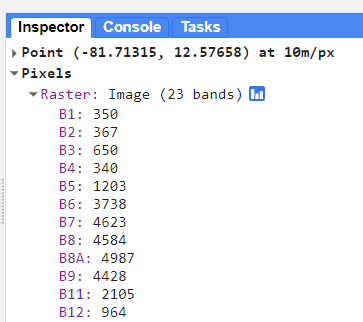 Inspector Console Tasks
Point (-81.71315, 12.57658) at 10m/px
Pixels
Raster: Image (23 bands)
B1: 350
B2: 367
B3: 650
B4: 340
B5: 1203
B6: 3738
B7: 4623
B8: 4584
B8A: 4987
B9: 4428
B11: 2105
B12: 964